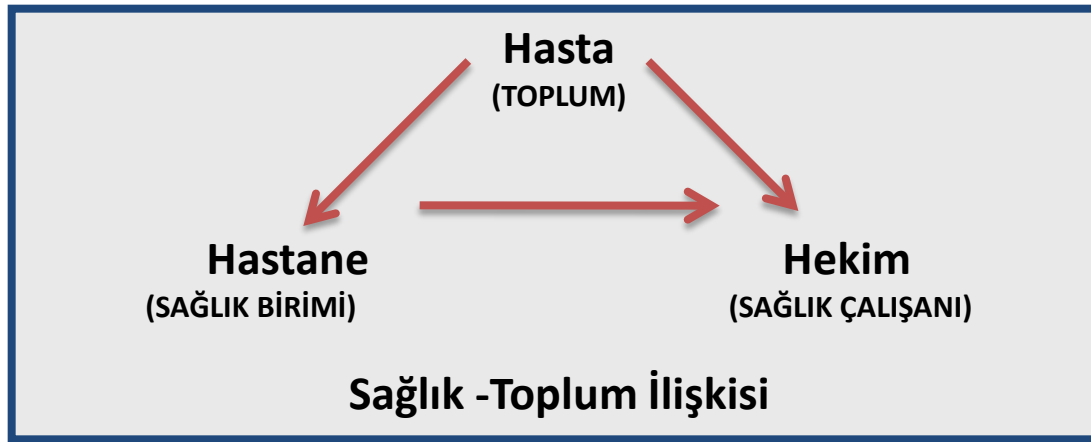 Hasta
(TOPLUM)
Hastane
(SAĞLIK BİRİMİ)
Hekim
(SAĞLIK ÇALIŞANI)
Sağlık -Toplum İlişkisi